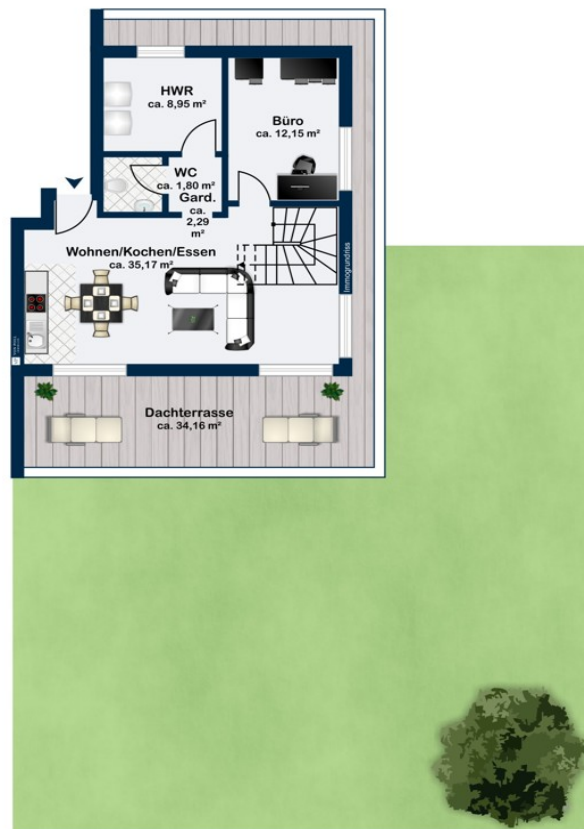 HWR
ca. 8,95 m²
Büro
ca. 12,15 m²
WC
ca. 1,80 m²
Gard.
ca.
2,29
m²
Wohnen/Kochen/Essen
ca. 35,17 m²
Immogrundriss
Dachterrasse
ca. 34,16 m²